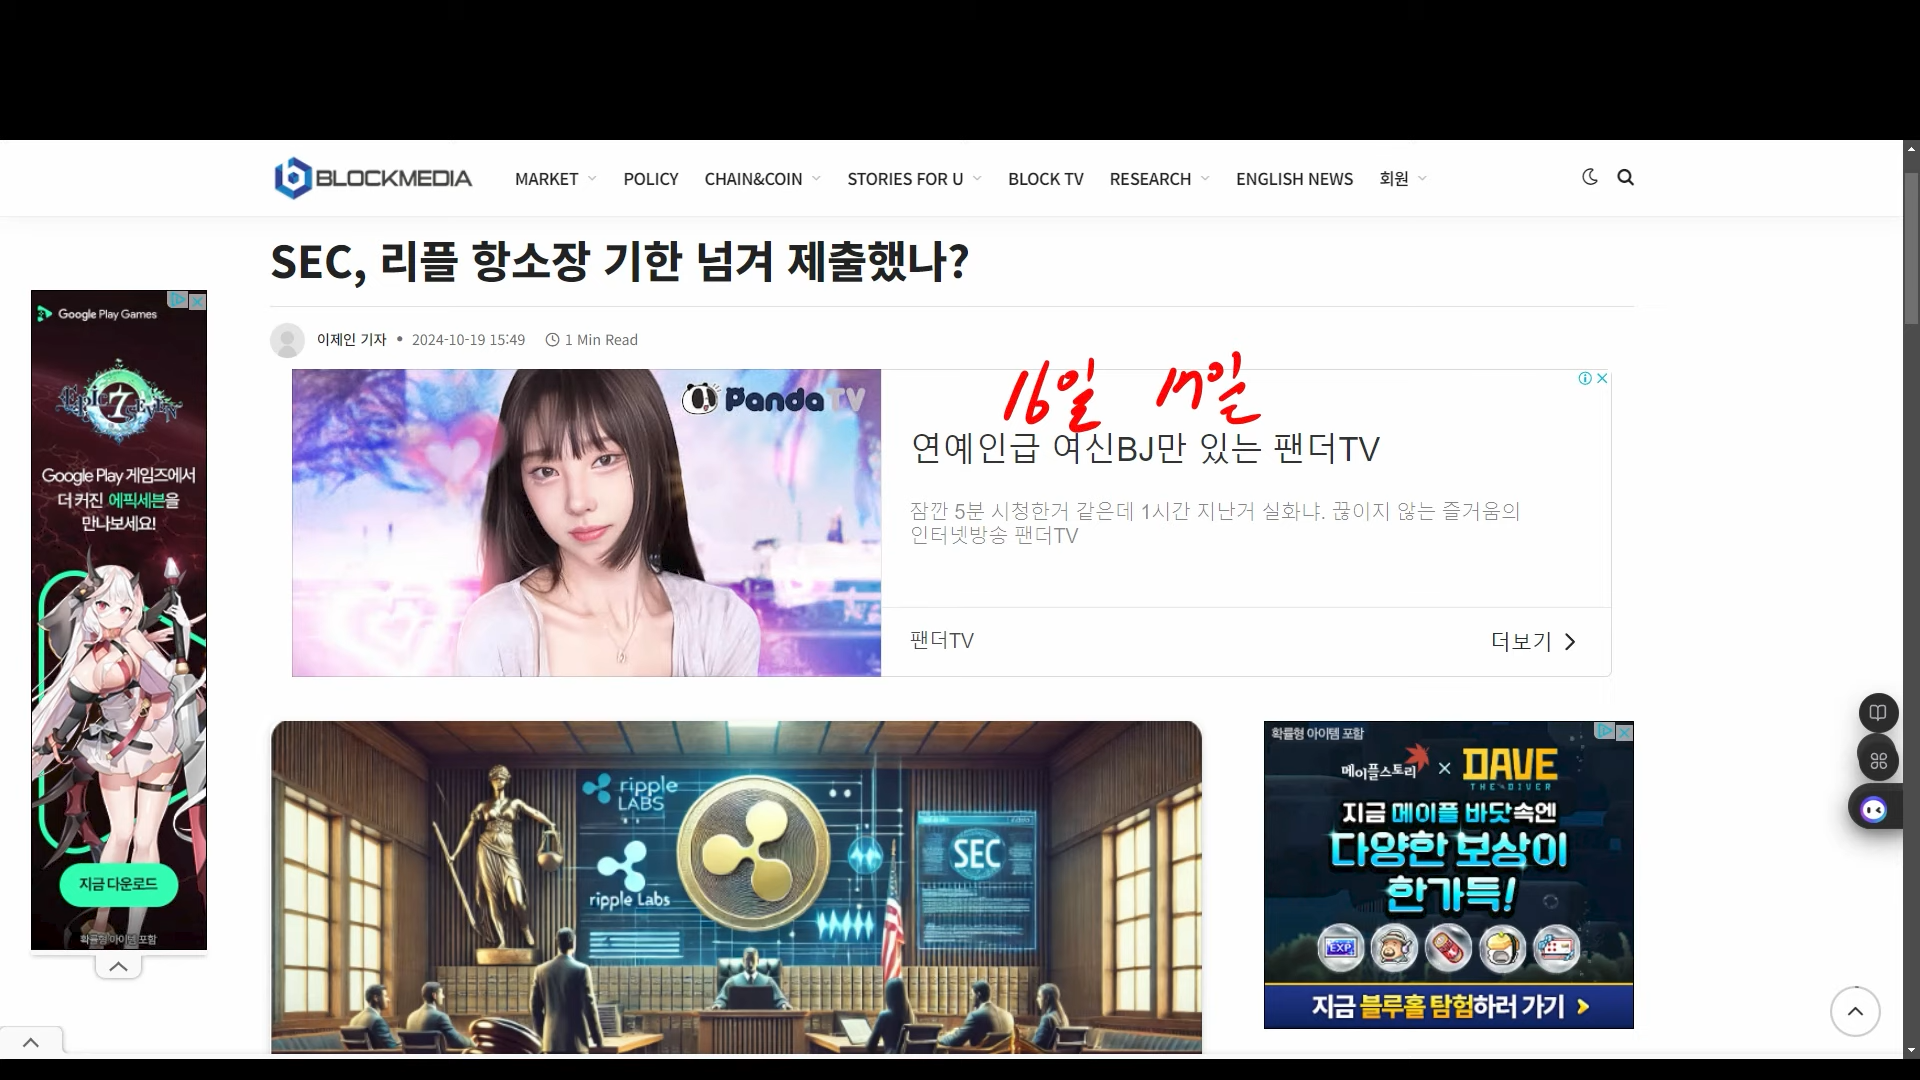 BLOCKMEDIA
MARKET POLICY CHAIN&COIN STORIES FOR U BLOCK TV RESEARCH ENGLISH NEWS 회원
SEC, 리플 항소장 기한 넘겨 제출했나?
이제인 기자 • 2024-10-19 15:49 1 Min Read
16일 17일
PandaTV
연예인급 여신BJ만 있는 팬더TV
잠깐 5분 시청한거 같은데 1시간 지난거 실화냐. 끊이지 않는 즐거움의
인터넷방송 팬더TV
팬더TV
더보기
Google Play Games
Epic Seven
7
Google Play 게임즈에서
더 커진 에픽세븐을
만나보세요!
지금 다운로드
확률형 아이템 포함
ripple
LABS
ripple Labs
SEC
확률형 아이템 포함
메이플스토리 × DAVE
THE DIVER
지금 메이플 바닷속엔
다양한 보상이
한가득!
EXP
지금 블루홀 탐험하러 가기